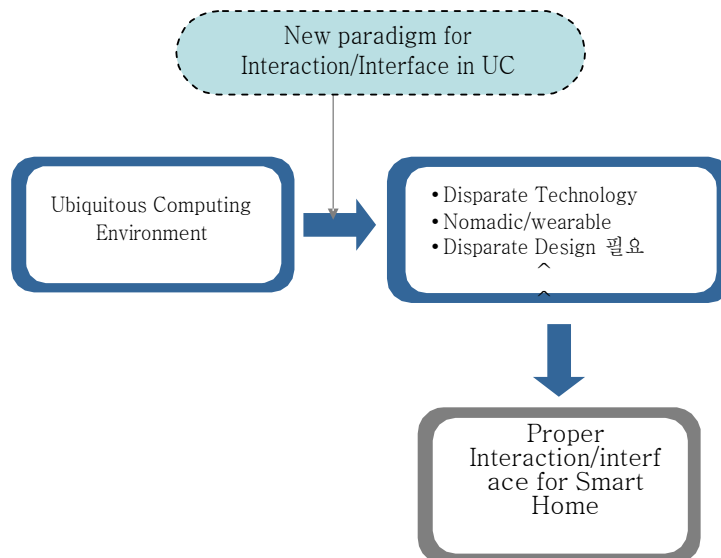 New paradigm for
Interaction/Interface in UC
Ubiquitous Computing
Environment
•Disparate Technology
•Nomadic/wearable
•Disparate Design 필요
^
^
Proper
Interaction/interf
ace for Smart
Home